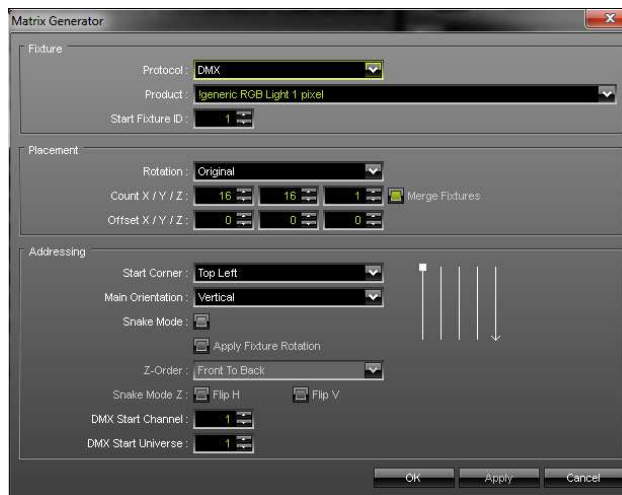 Matrix Generator
Fixture
Protocol : DMX
Product : !generic RGB Light 1 pixel
Start Fixture ID : 1
Placement
Rotation : Original
Count X / Y / Z : 16 16 1 Merge Fixtures
Offset X / Y / Z : 0 0 0
Addressing
Start Corner : Top Left
Main Orientation : Vertical
Snake Mode :
Apply Fixture Rotation
Z-Order : Front To Back
Snake Mode Z : Flip H Flip V
DMX Start Channel : 1
DMX Start Universe : 1
OK Apply Cancel